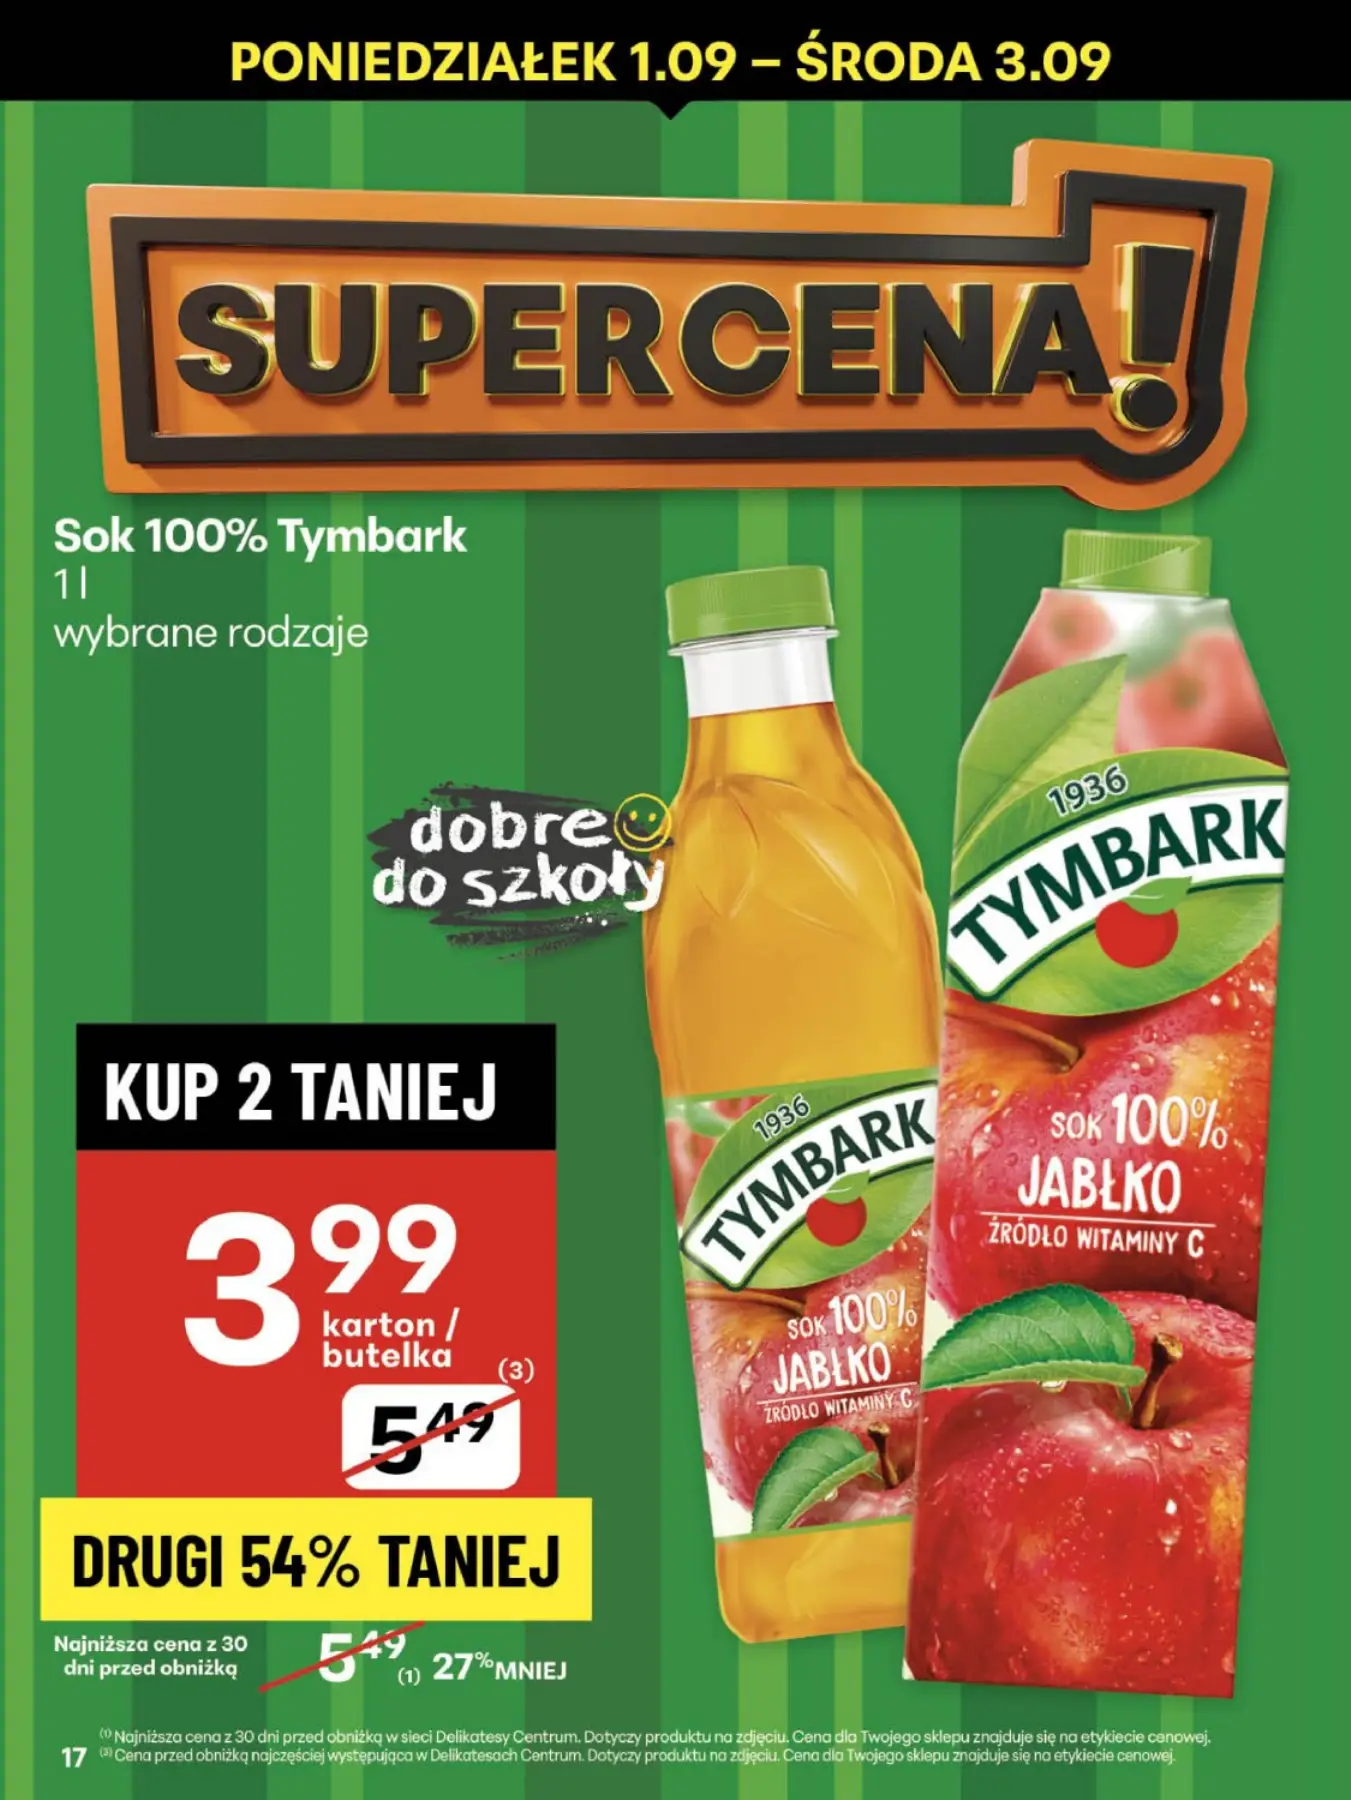 PONIEDZIAŁEK 1.09 – ŚRODA 3.09
SUPERCENA!
Sok 100% Tymbark
1 l
wybrane rodzaje
dobre
do szkoły
1936
TYMBARK
SOK 100%
JABŁKO
ŹRÓDŁO WITAMINY C
1936
TYMBARK
SOK 100%
JABŁKO
ŹRÓDŁO WITAMINY C
KUP 2 TANIEJ
3 99
karton /
butelka
(3)
5 49
DRUGI 54% TANIEJ
Najniższa cena z 30
dni przed obniżką
5 49 (1) 27% MNIEJ
(1) Najniższa cena z 30 dni przed obniżką w sieci Delikatesy Centrum. Dotyczy produktu na zdjęciu. Cena dla Twojego sklepu znajduje się na etykiecie cenowej.
17 (3) Cena przed obniżką najczęściej występująca w Delikatesach Centrum. Dotyczy produktu na zdjęciu. Cena dla Twojego sklepu znajduje się na etykiecie cenowej.